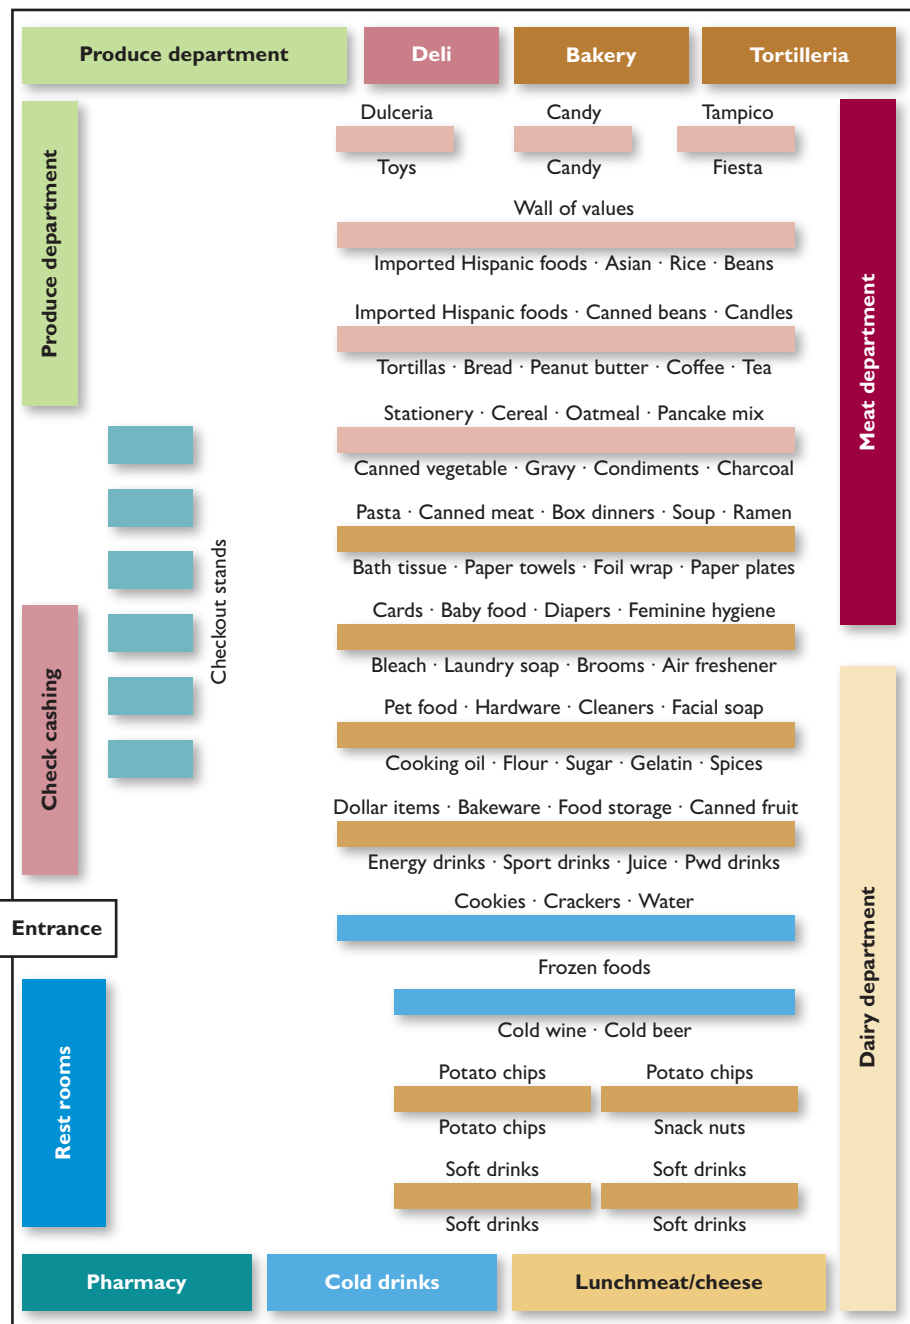 Produce department
Deli
Bakery
Tortilleria
Produce department
Dulceria
Candy
Tampico
Toys
Candy
Fiesta
Wall of values
Imported Hispanic foods · Asian · Rice · Beans
Imported Hispanic foods · Canned beans · Candles
Tortillas · Bread · Peanut butter · Coffee · Tea
Stationery · Cereal · Oatmeal · Pancake mix
Canned vegetable · Gravy · Condiments · Charcoal
Pasta · Canned meat · Box dinners · Soup · Ramen
Bath tissue · Paper towels · Foil wrap · Paper plates
Cards · Baby food · Diapers · Feminine hygiene
Bleach · Laundry soap · Brooms · Air freshener
Pet food · Hardware · Cleaners · Facial soap
Cooking oil · Flour · Sugar · Gelatin · Spices
Dollar items · Bakeware · Food storage · Canned fruit
Energy drinks · Sport drinks · Juice · Pwd drinks
Cookies · Crackers · Water
Frozen foods
Cold wine · Cold beer
Potato chips
Potato chips
Potato chips
Snack nuts
Soft drinks
Soft drinks
Soft drinks
Soft drinks
Meat department
Checkout stands
Check cashing
Entrance
Rest rooms
Dairy department
Pharmacy
Cold drinks
Lunchmeat/cheese